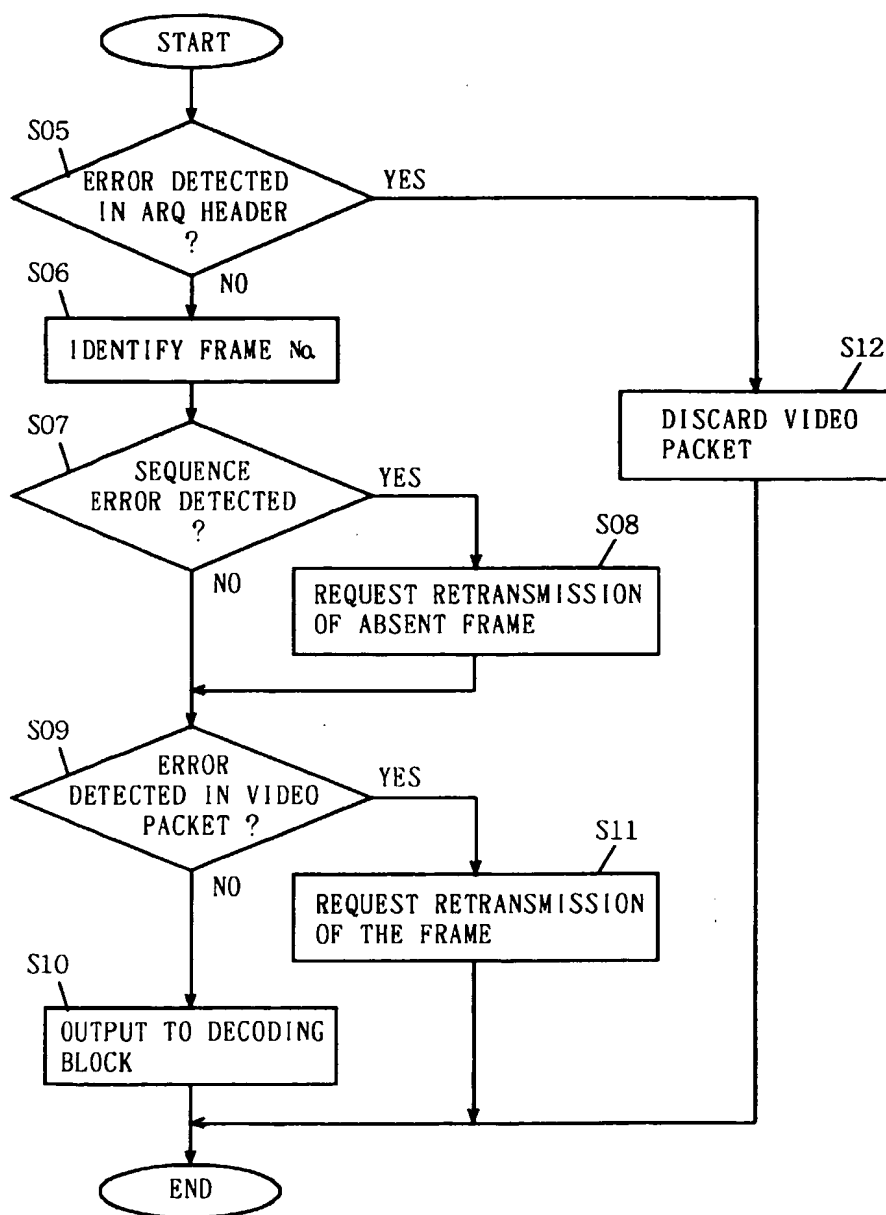 START
S05
ERROR DETECTED
IN ARQ HEADER
?
YES
NO
S06
IDENTIFY FRAME No.
S12
DISCARD VIDEO
PACKET
S07
SEQUENCE
ERROR DETECTED
?
YES
NO
S08
REQUEST RETRANSMISSION
OF ABSENT FRAME
S09
ERROR
DETECTED IN VIDEO
PACKET ?
YES
NO
S11
REQUEST RETRANSMISSION
OF THE FRAME
S10
OUTPUT TO DECODING
BLOCK
END